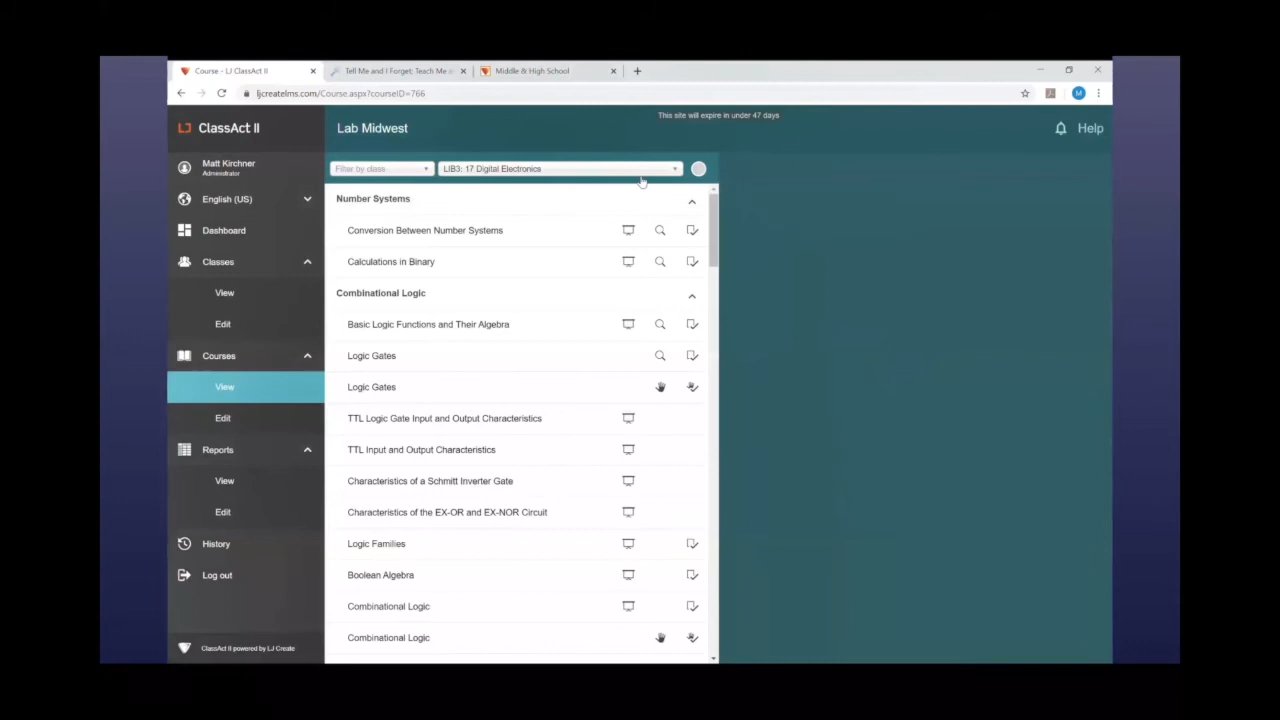 Course - LJ ClassAct II
Tell Me and I Forget; Teach Me a
Middle & High School
ljcreatelms.com/Course.aspx?courseID=766
M
This site will expire in under 47 days
LJ ClassAct II
Lab Midwest
Help
Matt Kirchner
Administrator
Filter by class
LIB3: 17 Digital Electronics
English (US)
Number Systems
Dashboard
Conversion Between Number Systems
Classes
Calculations in Binary
View
Combinational Logic
Edit
Basic Logic Functions and Their Algebra
Courses
Logic Gates
View
Logic Gates
Edit
TTL Logic Gate Input and Output Characteristics
Reports
TTL Input and Output Characteristics
View
Characteristics of a Schmitt Inverter Gate
Edit
Characteristics of the EX-OR and EX-NOR Circuit
History
Logic Families
Log out
Boolean Algebra
Combinational Logic
Combinational Logic
ClassAct II powered by LJ Create